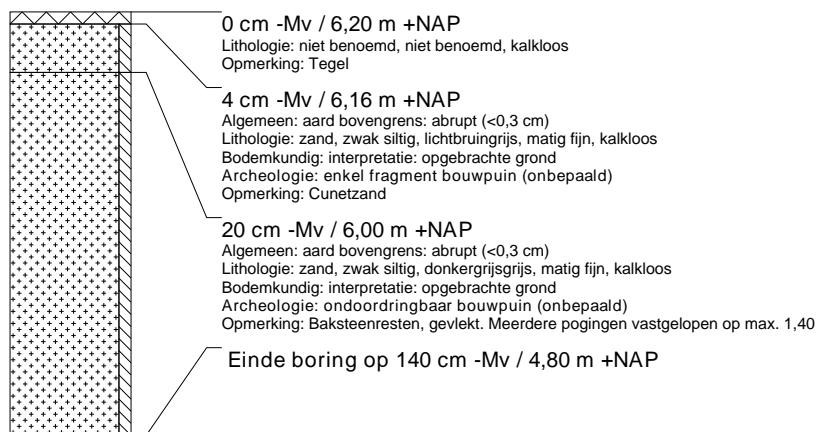 0 cm -Mv / 6,20 m +NAP
Lithologie: niet benoemd, niet benoemd, kalkloos
Opmerking: Tegel
4 cm -Mv / 6,16 m +NAP
Algemeen: aard bovengrens: abrupt (<0,3 cm)
Lithologie: zand, zwak siltig, lichtbruingrijs, matig fijn, kalkloos
Bodemkundig: interpretatie: opgebrachte grond
Archeologie: enkel fragment bouwpuin (onbepaald)
Opmerking: Cunetzand
20 cm -Mv / 6,00 m +NAP
Algemeen: aard bovengrens: abrupt (<0,3 cm)
Lithologie: zand, zwak siltig, donkergrijsgrijs, matig fijn, kalkloos
Bodemkundig: interpretatie: opgebrachte grond
Archeologie: ondoordringbaar bouwpuin (onbepaald)
Opmerking: Baksteenresten, gevlekt. Meerdere pogingen vastgelopen op max. 1,40
Einde boring op 140 cm -Mv / 4,80 m +NAP